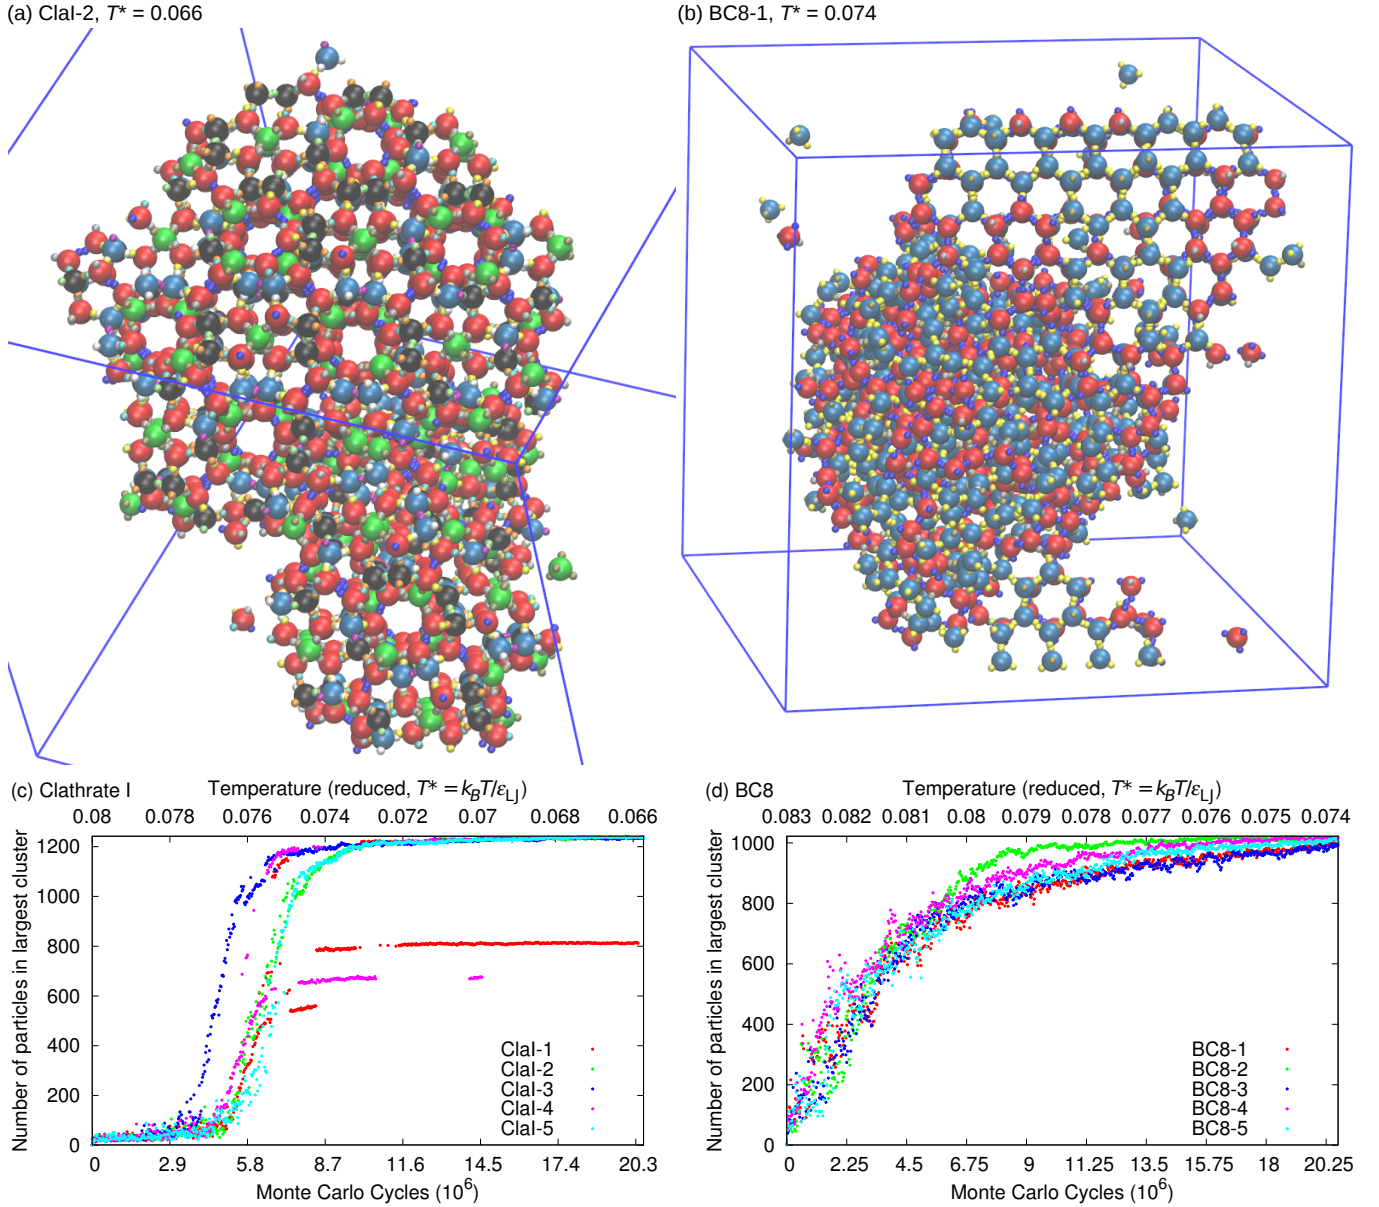 (a) ClaI-2, T* = 0.066
(b) BC8-1, T* = 0.074
(c) Clathrate I
Temperature (reduced, T* = kBT/εLJ)
0.08 0.078 0.076 0.074 0.072 0.07 0.068 0.066
Number of particles in largest cluster
1200
1000
800
600
400
200
0
ClaI-1
ClaI-2
ClaI-3
ClaI-4
ClaI-5
0 2.9 5.8 8.7 11.6 14.5 17.4 20.3
Monte Carlo Cycles (10^6)
(d) BC8
Temperature (reduced, T* = kBT/εLJ)
0.083 0.082 0.081 0.08 0.079 0.078 0.077 0.076 0.075 0.074
Number of particles in largest cluster
1000
800
600
400
200
0
BC8-1
BC8-2
BC8-3
BC8-4
BC8-5
0 2.25 4.5 6.75 9 11.25 13.5 15.75 18 20.25
Monte Carlo Cycles (10^6)